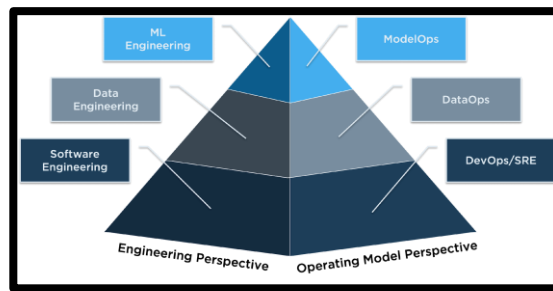 ML
Engineering
ModelOps
Data
Engineering
DataOps
Software
Engineering
DevOps/SRE
Engineering Perspective
Operating Model Perspective